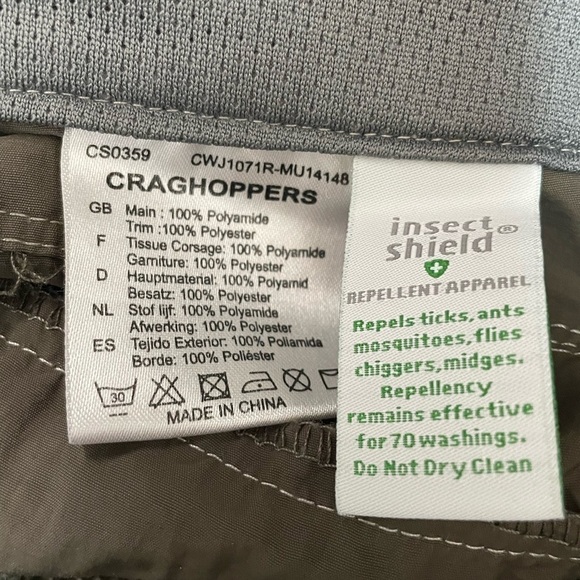 CS0359 CWJ1071R-MU14148
CRAGHOPPERS
GB Main : 100% Polyamide
Trim :100% Polyester
F Tissue Corsage: 100% Polyamide
Garniture: 100% Polyester
D Hauptmaterial: 100% Polyamid
Besatz: 100% Polyester
NL Stof lijf: 100% Polyamide
Afwerking: 100% Polyester
ES Tejido Exterior: 100% Poliamida
Borde: 100% Poliéster
30
MADE IN CHINA
insect ®
shield
REPELLENT APPAREL
Repels ticks, ants
mosquitoes, flies
chiggers, midges.
Repellency
remains effective
for 70 washings.
Do Not Dry Clean